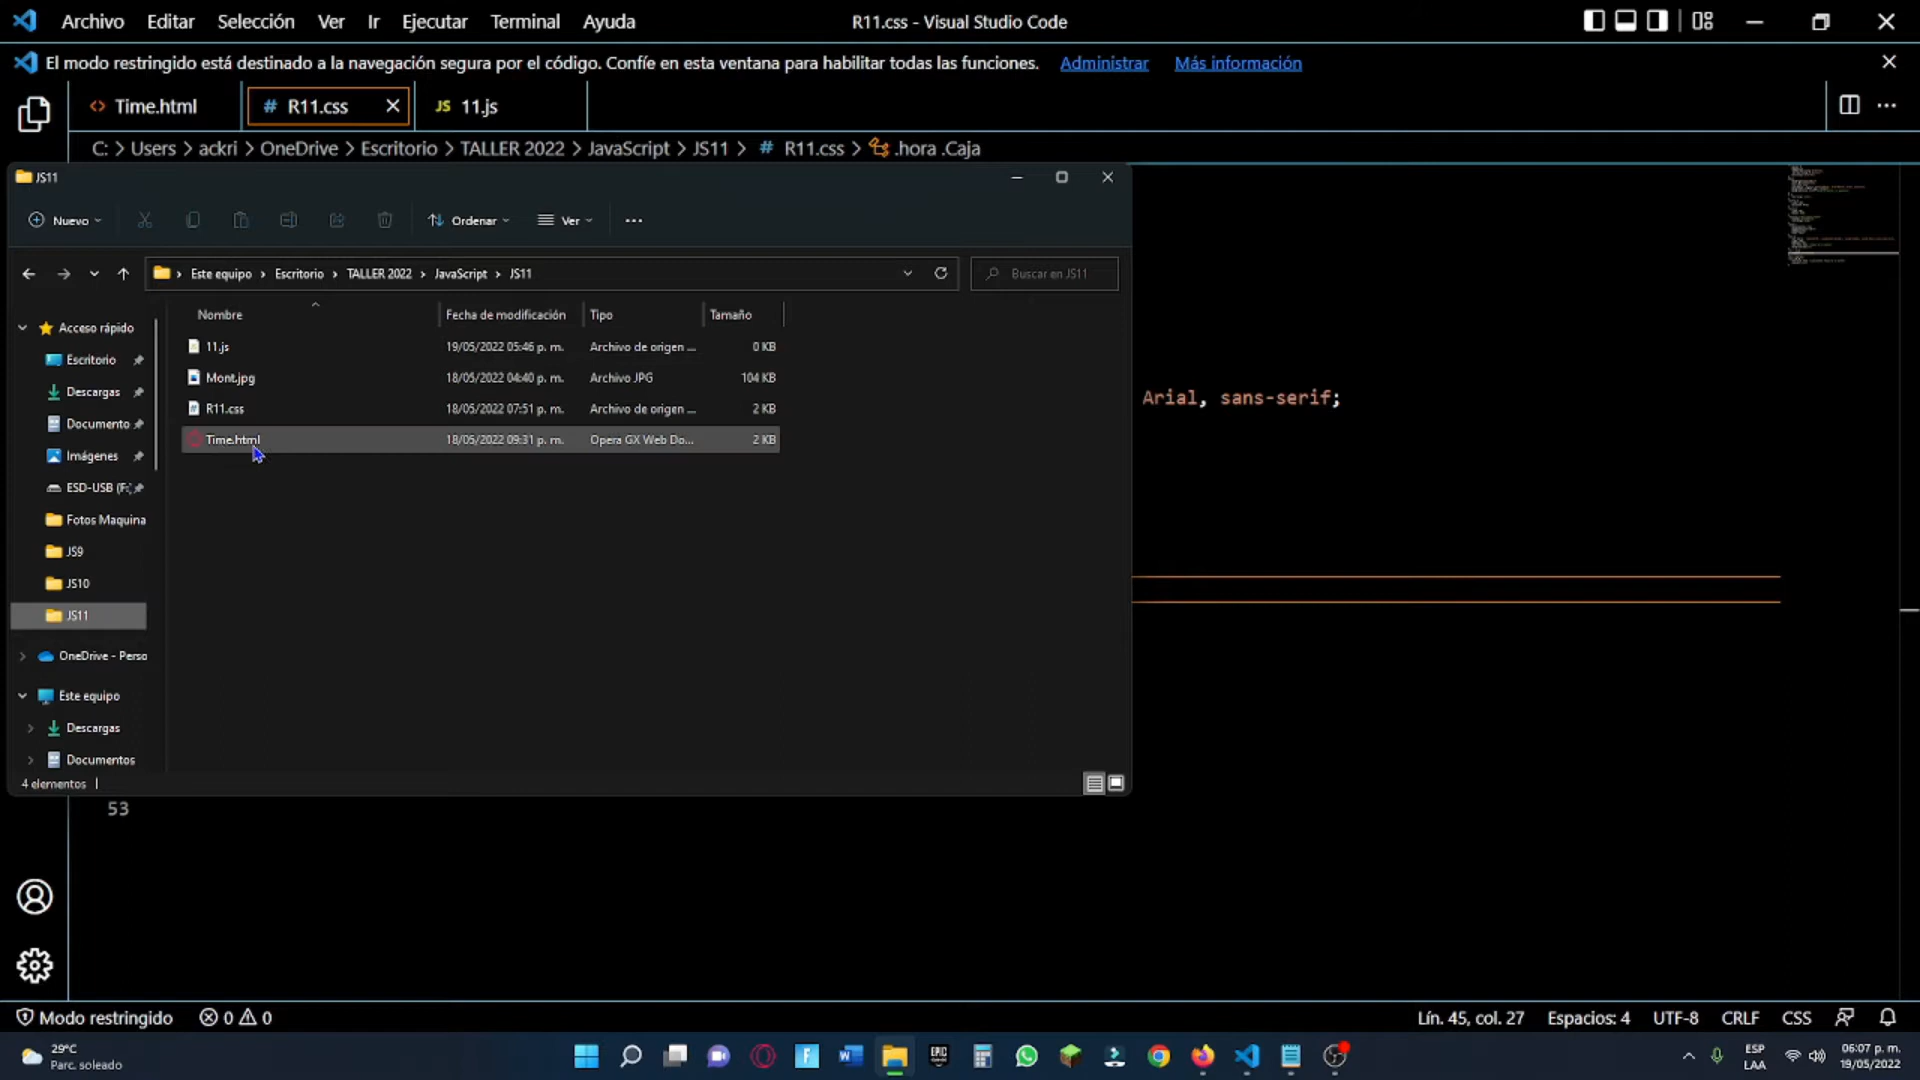 Archivo Editar Selección Ver Ir Ejecutar Terminal Ayuda
R11.css - Visual Studio Code
El modo restringido está destinado a la navegación segura por el código. Confíe en esta ventana para habilitar todas las funciones. Administrar Más información
<> Time.html # R11.css JS 11.js
C: > Users > ackri > OneDrive > Escritorio > TALLER 2022 > JavaScript > JS11 > # R11.css > .hora .Caja
JS11
Nuevo Ordenar Ver ...
Este equipo > Escritorio > TALLER 2022 > JavaScript > JS11
Buscar en JS11
Nombre Fecha de modificación Tipo Tamaño
11.js 19/05/2022 05:46 p. m. Archivo de origen ... 0 KB
Mont.jpg 18/05/2022 04:40 p. m. Archivo JPG 104 KB
R11.css 18/05/2022 07:51 p. m. Archivo de origen ... 2 KB
Time.html 18/05/2022 09:31 p. m. Opera GX Web Do... 2 KB
Acceso rápido
Escritorio
Descargas
Documento
Imágenes
ESD-USB (F:)
Fotos Maquina
JS9
JS10
JS11
OneDrive - Perso
Este equipo
Descargas
Documentos
4 elementos
Arial, sans-serif;
53
Modo restringido 0 0
Lín. 45, col. 27 Espacios: 4 UTF-8 CRLF CSS
29°C
Parc. soleado
EPIC GAMES
ESP
LAA
06:07 p. m.
19/05/2022